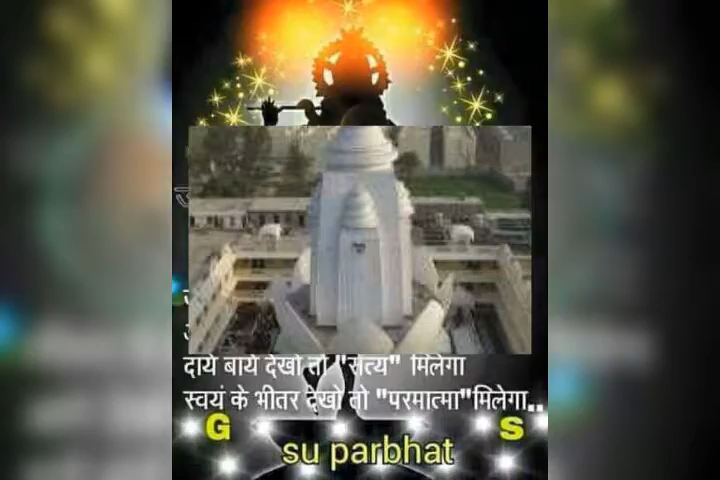 दाये बाये देखो तो "सत्य" मिलेगा
स्वयं के भीतर देखो तो "परमात्मा"मिलेगा..
G S
su parbhat